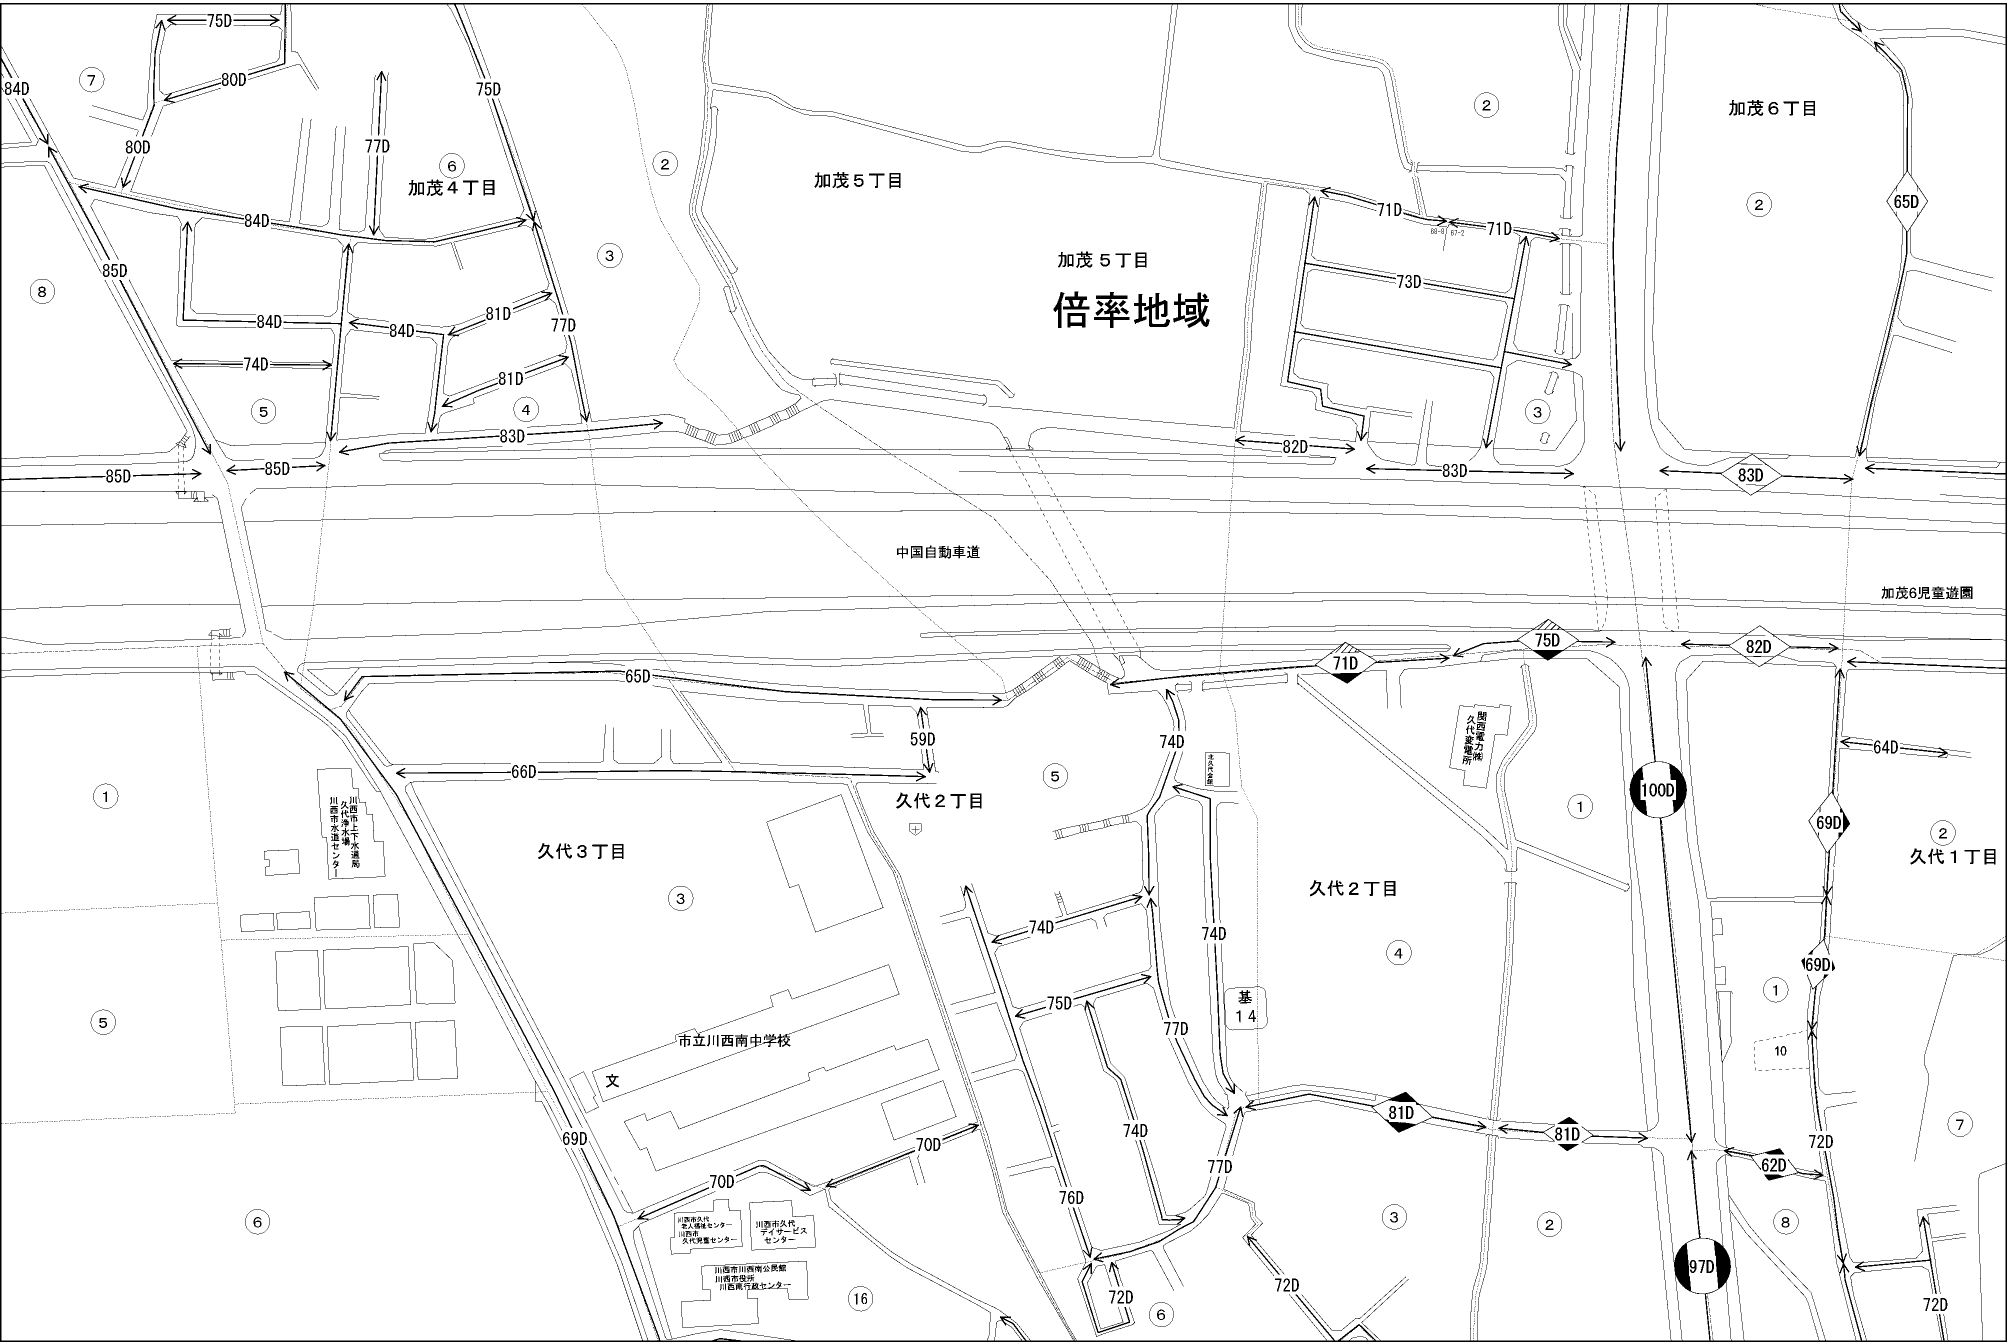 75D
84D
⑦
80D
75D
80D
77D
⑥
加茂４丁目
②
加茂５丁目
②
加茂６丁目
②
65D
84D
71D
71D
68-8
67-2
85D
③
加茂５丁目
73D
⑧
倍率地域
84D
84D
81D
77D
74D
81D
⑤
④
③
83D
82D
85D
85D
83D
83D
中国自動車道
加茂6児童遊園
65D
71D
75D
82D
59D
74D
関西電力㈱
久代変電所
64D
66D
北久代会館
⑤
100D
①
久代２丁目
①
川西市上下水道局
久代浄水場
川西市水道センター
69D
②
久代３丁目
久代１丁目
③
久代２丁目
74D
74D
④
69D
①
75D
基
14
⑤
77D
市立川西南中学校
10
文
81D
81D
74D
69D
70D
72D
⑦
62D
70D
77D
76D
⑥
川西市久代
老人福祉センター
川西市
久代児童センター
川西市久代
デイサービス
センター
③
②
⑧
97D
川西市川西南公民館
川西市役所
川西南行政センター
72D
72D
⑯
⑥
72D